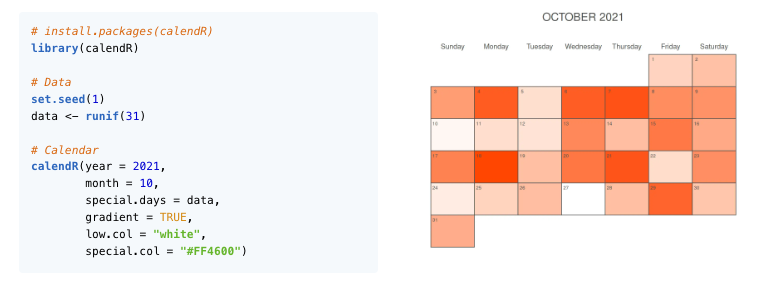 # install.packages(calendR)
library(calendR)
# Data
set.seed(1)
data <- runif(31)
# Calendar
calendR(year = 2021,
month = 10,
special.days = data,
gradient = TRUE,
low.col = "white",
special.col = "#FF4600")
OCTOBER 2021
Sunday Monday Tuesday Wednesday Thursday Friday Saturday
1 2
3 4 5 6 7 8 9
10 11 12 13 14 15 16
17 18 19 20 21 22 23
24 25 26 27 28 29 30
31